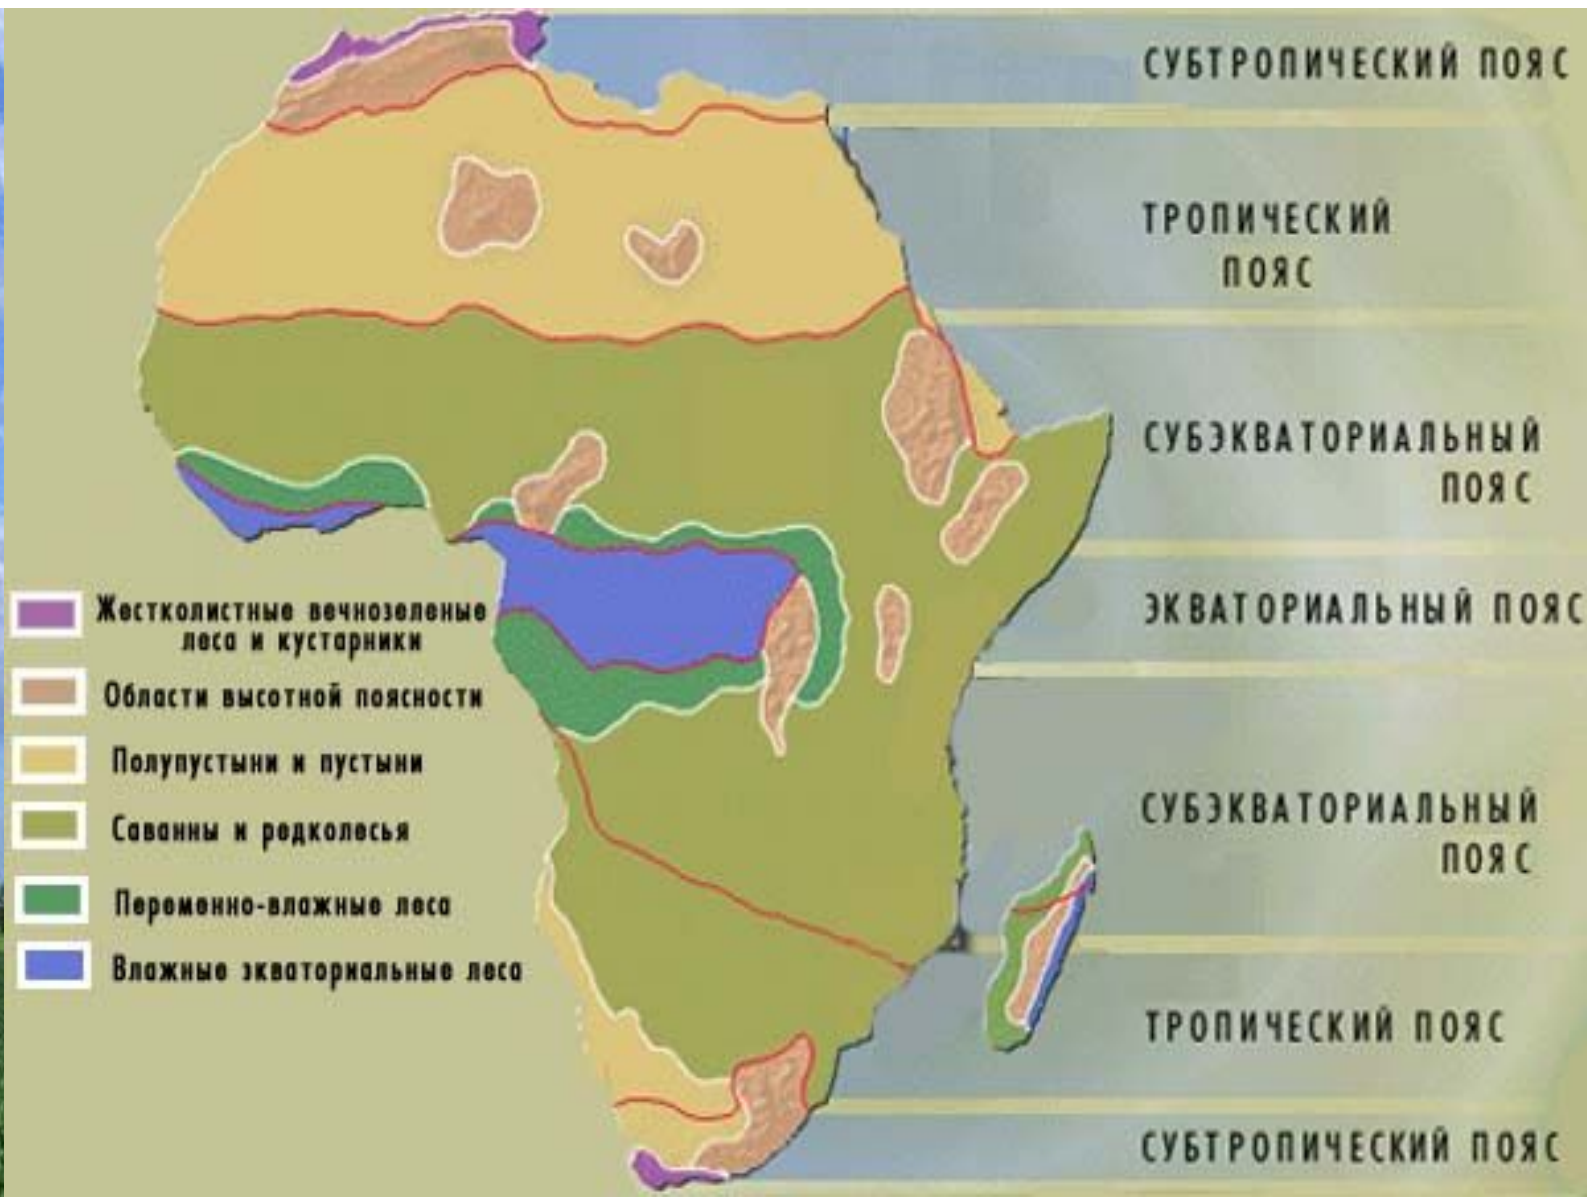 СУБТРОПИЧЕСКИЙ ПОЯС
ТРОПИЧЕСКИЙ
ПОЯС
СУБЭКВАТОРИАЛЬНЫЙ
ПОЯС
ЭКВАТОРИАЛЬНЫЙ ПОЯС
СУБЭКВАТОРИАЛЬНЫЙ
ПОЯС
ТРОПИЧЕСКИЙ ПОЯС
СУБТРОПИЧЕСКИЙ ПОЯС
Жестколистные вечнозеленые
леса и кустарники
Области высотной поясности
Полупустыни и пустыни
Саванны и редколесья
Переменно-влажные леса
Влажные экваториальные леса